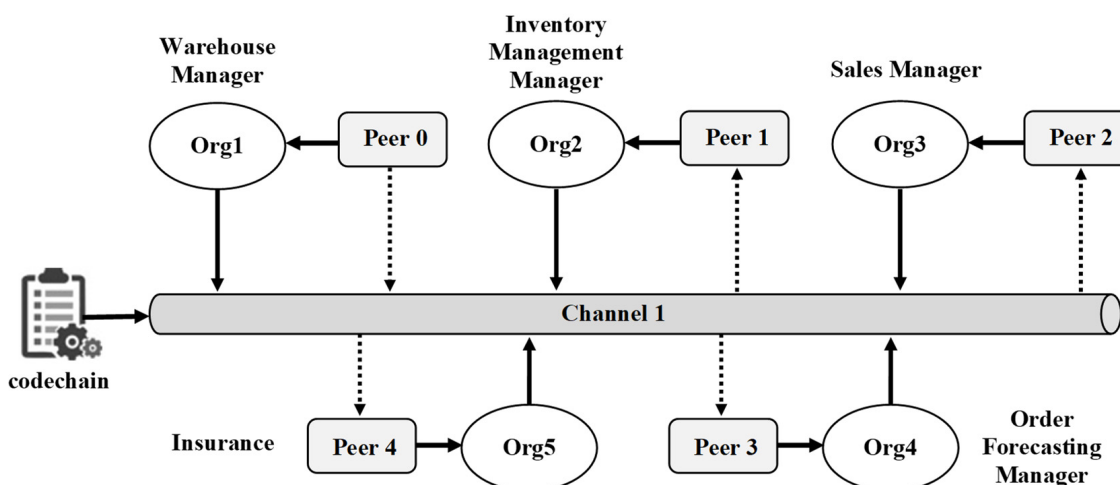 Warehouse
Manager
Inventory
Management
Manager
Sales Manager
Org1
Peer 0
Org2
Peer 1
Org3
Peer 2
Channel 1
codechain
Insurance
Peer 4
Org5
Peer 3
Org4
Order
Forecasting
Manager